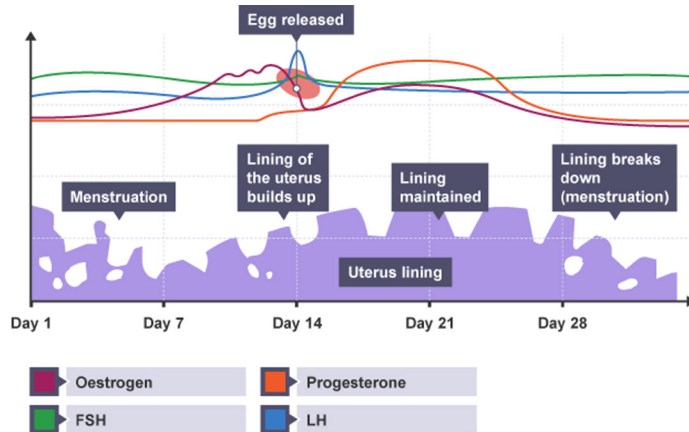 Egg released
Menstruation
Lining of
the uterus
builds up
Lining
maintained
Lining breaks
down
(menstruation)
Uterus lining
Day 1
Day 7
Day 14
Day 21
Day 28
Oestrogen
Progesterone
FSH
LH